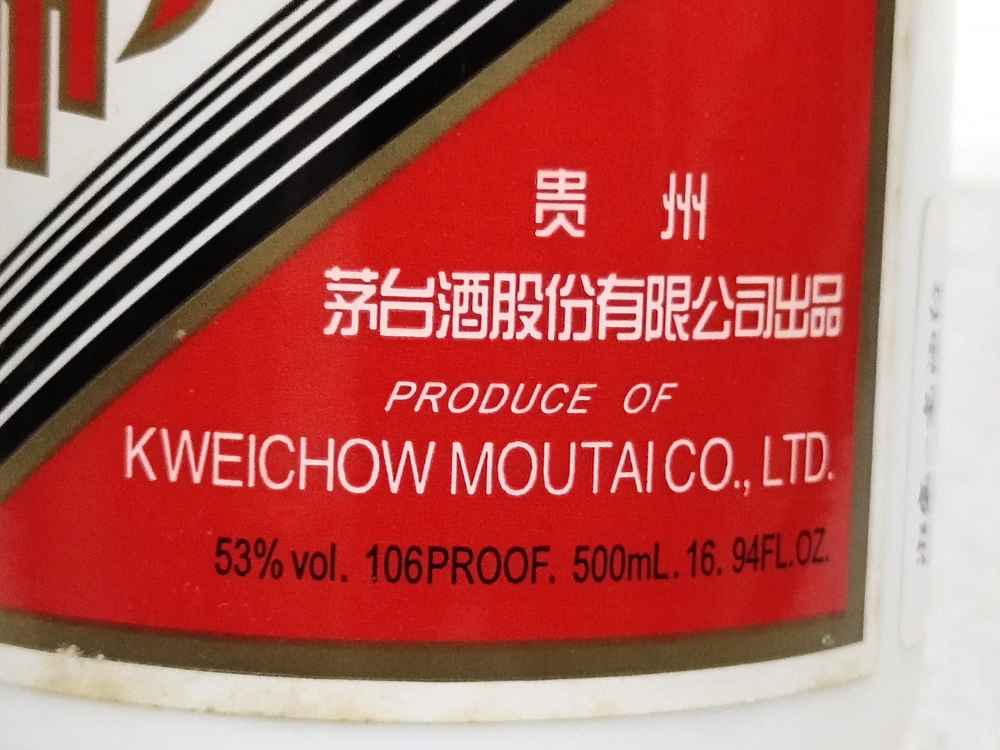 贵 州
茅台酒股份有限公司出品
PRODUCE OF
KWEICHOW MOUTAI CO., LTD.
53% vol. 106PROOF. 500mL. 16. 94FL.OZ.